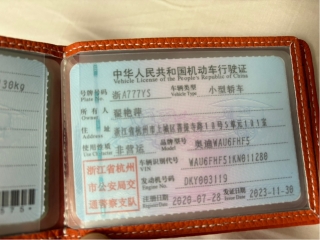 30Kg
中华人民共和国机动车行驶证
Vehicle License of the People's Republic of China
号牌号码 浙A777Y5 车辆类型 小型轿车
Plate No. Vehicle Type
所有人 翟艳萍
Owner
住址
Address
使用性质 非营运 品牌型号 奥迪WAU6FHF5
Use Character Model
浙江省杭州 车辆识别代号 WAU6FHF51KN011280
VIN
市公安局交 发动机号码 DKY003119
Engine No.
通警察支队 注册日期 2020-07-28 发证日期 2023-11-30
Register Date Issue Date